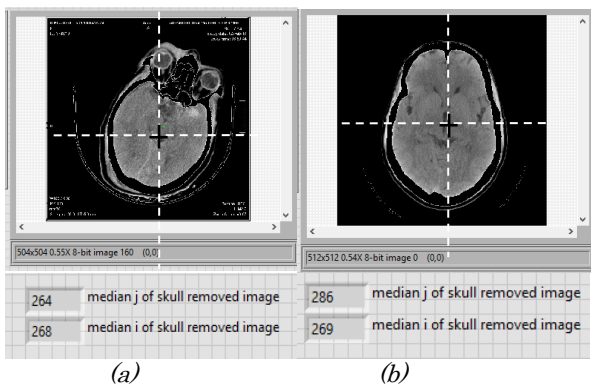 504x504 0.55X 8-bit image 160 (0,0)
264 median j of skull removed image
268 median i of skull removed image
(a)
512x512 0.54X 8-bit image 0 (0,0)
286 median j of skull removed image
269 median i of skull removed image
(b)